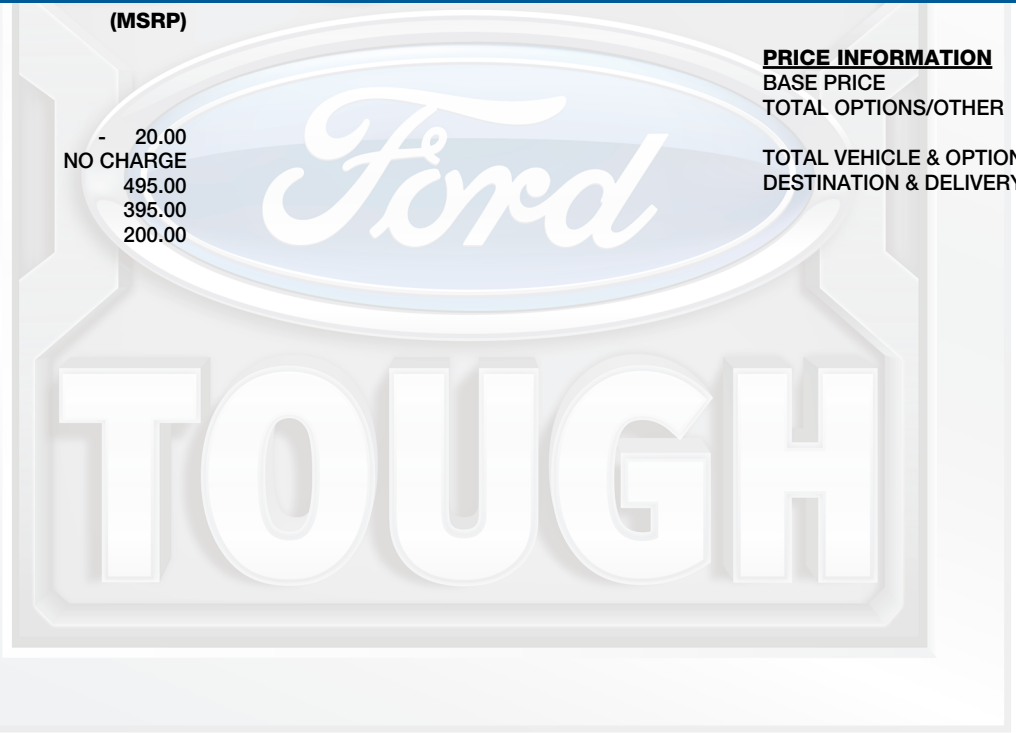 (MSRP)
- 20.00
NO CHARGE
495.00
395.00
200.00
PRICE INFORMATION
BASE PRICE
TOTAL OPTIONS/OTHER
TOTAL VEHICLE & OPTION
DESTINATION & DELIVERY
Ford
TOUGH